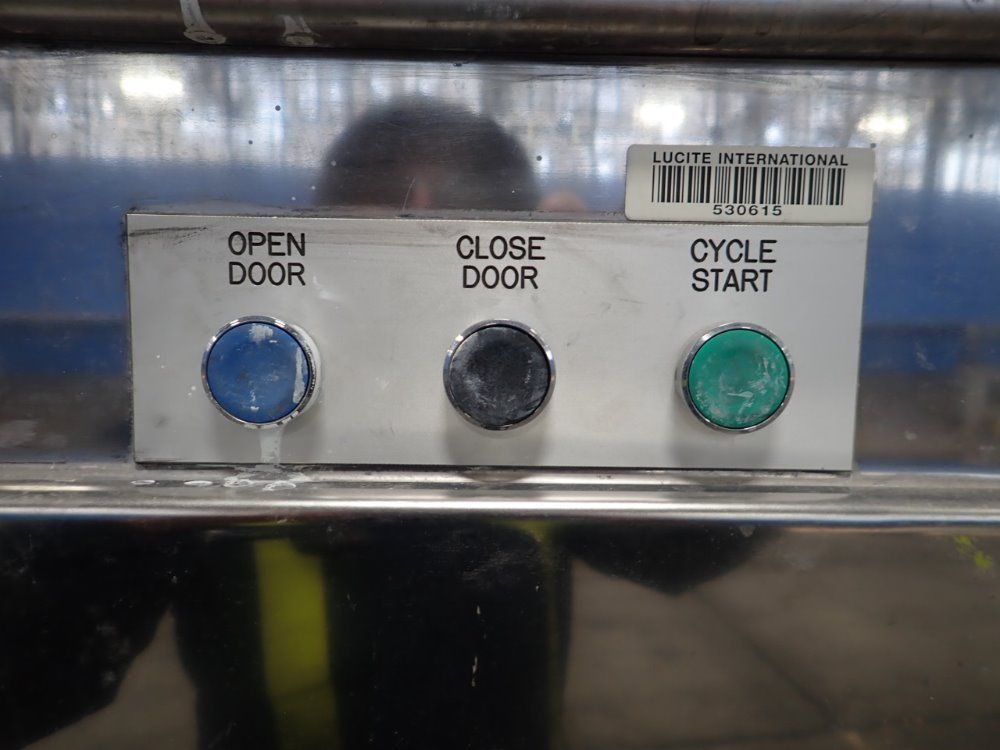 LUCITE INTERNATIONAL
530615
OPEN
DOOR
CLOSE
DOOR
CYCLE
START